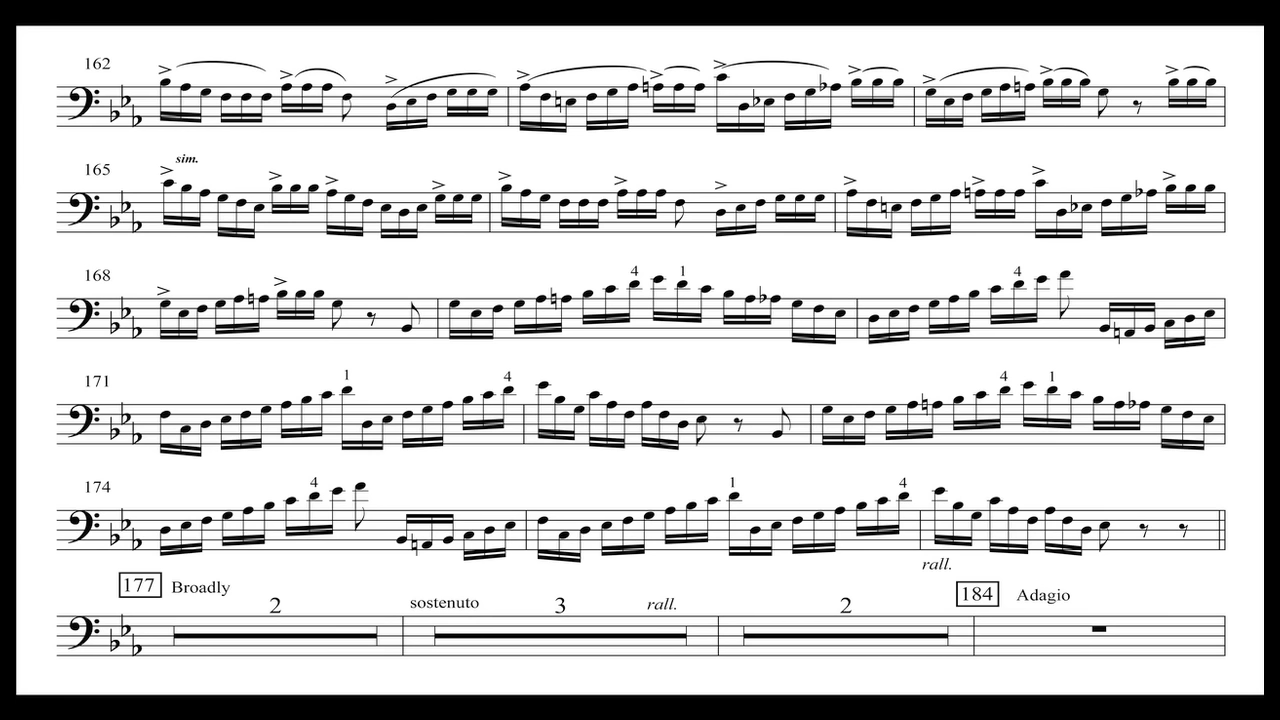 162
165 sim.
168 4 1 4
171 1 4 4 1
174 4 1 4
rall.
177 Broadly 2 sostenuto 3 rall. 2 184 Adagio